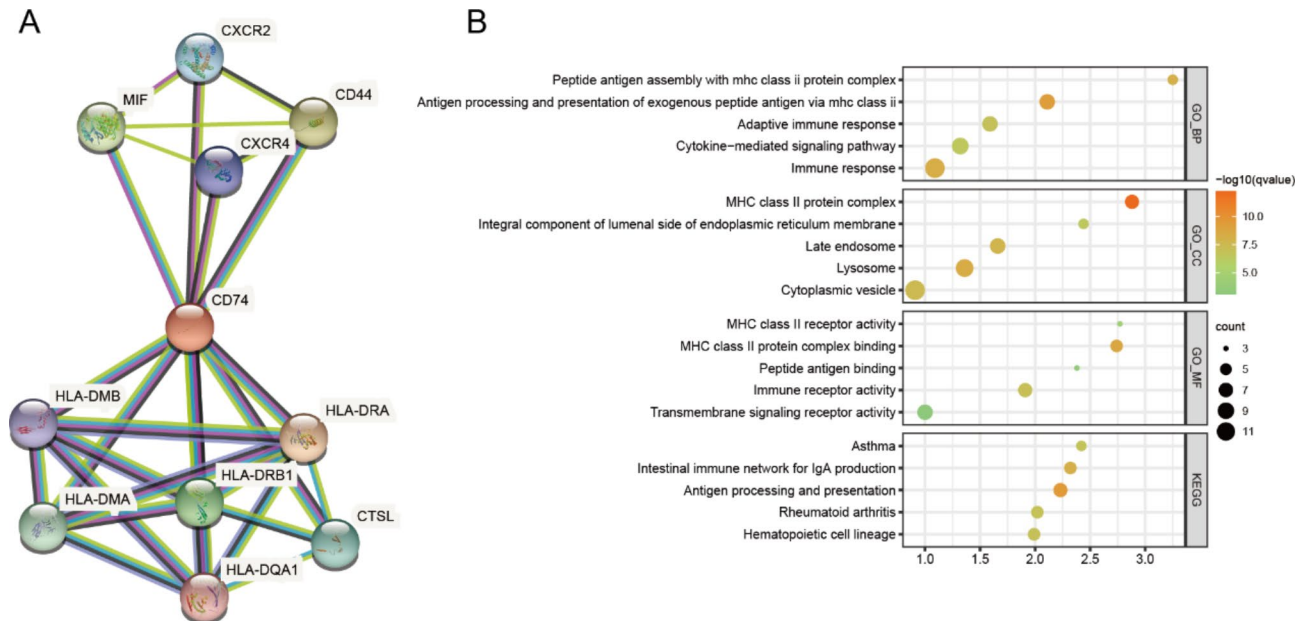 A
CXCR2
MIF
CD44
CXCR4
CD74
HLA-DMB
HLA-DRA
HLA-DRB1
HLA-DMA
CTSL
HLA-DQA1
B
Peptide antigen assembly with mhc class ii protein complex
Antigen processing and presentation of exogenous peptide antigen via mhc class ii
Adaptive immune response
Cytokine−mediated signaling pathway
Immune response
GO_BP
MHC class II protein complex
Integral component of lumenal side of endoplasmic reticulum membrane
Late endosome
Lysosome
Cytoplasmic vesicle
GO_CC
MHC class II receptor activity
MHC class II protein complex binding
Peptide antigen binding
Immune receptor activity
Transmembrane signaling receptor activity
GO_MF
Asthma
Intestinal immune network for IgA production
Antigen processing and presentation
Rheumatoid arthritis
Hematopoietic cell lineage
KEGG
1.0 1.5 2.0 2.5 3.0
−log10(qvalue)
10.0
7.5
5.0
count
3
5
7
9
11